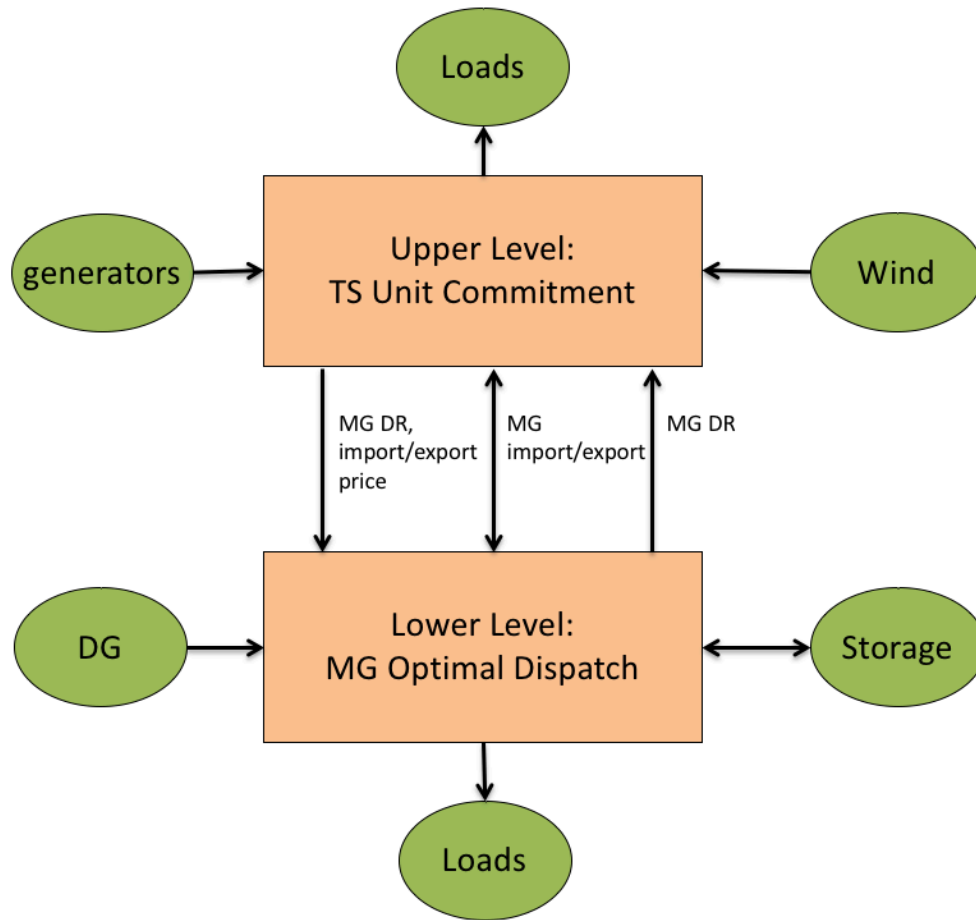 Loads
generators
Upper Level:
TS Unit Commitment
Wind
MG DR,
import/export
price
MG
import/export
MG DR
DG
Lower Level:
MG Optimal Dispatch
Storage
Loads